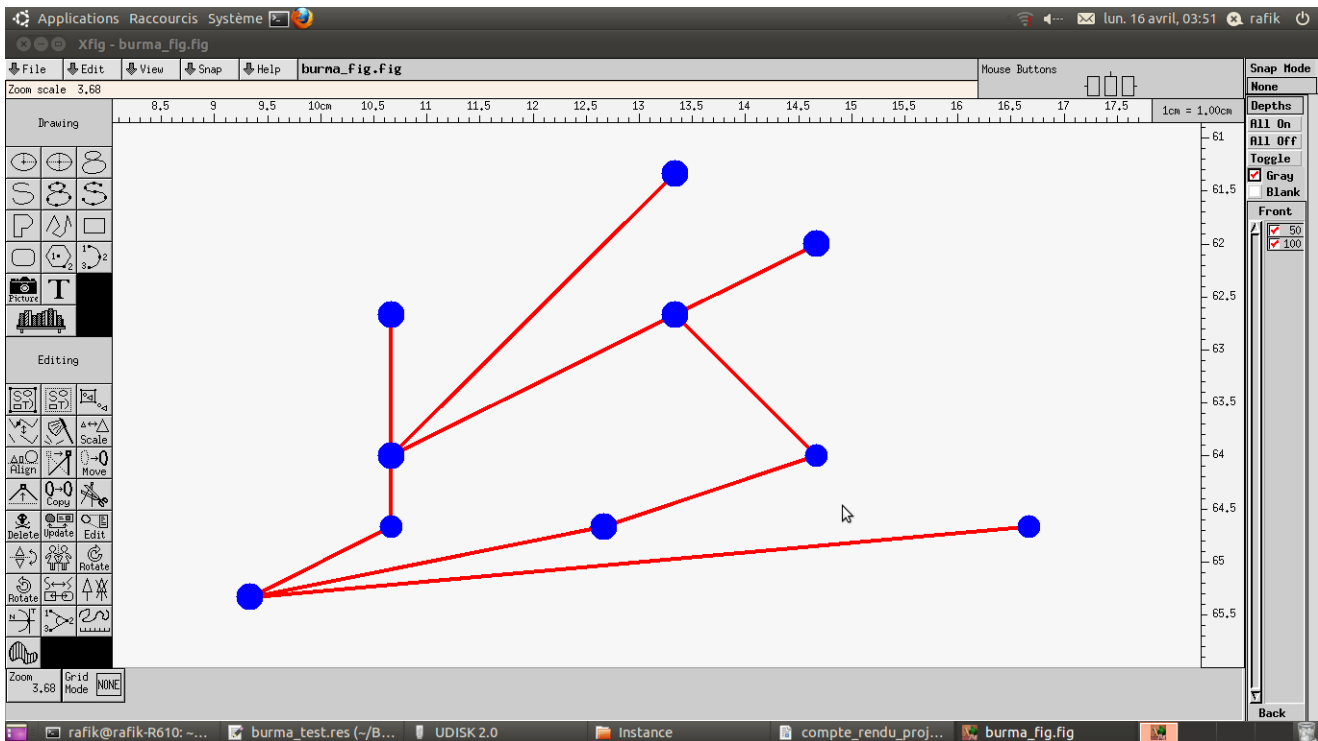 Applications Raccourcis Système lun. 16 avril, 03:51 rafik
Xfig - burma_fig.fig
File Edit View Snap Help burma_fig.fig Mouse Buttons Snap Mode
Zoom scale 3.68 None
8.5 9 9.5 10cm 10.5 11 11.5 12 12.5 13 13.5 14 14.5 15 15.5 16 16.5 17 17.5 1cm = 1.00cm Depths
Drawing All On
61 All Off
Toggle
Gray
61.5 Blank
Front
50
62 100
Picture T
62.5
Editing
63
63.5
Scale
Align Move
64
Copy
64.5
Delete Update Edit
65
Rotate
Rotate
65.5
Zoom 3.68 Grid Mode NONE
Back
rafik@rafik-R610: ~... burma_test.res (~/B... UDISK 2.0 Instance compte_rendu_proj... burma_fig.fig